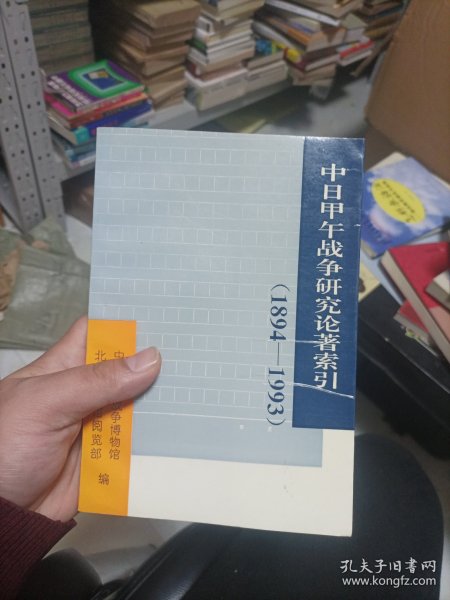 中日甲午战争研究论著索引
(1894—1993)
中
争博物馆
北
阅览部 编
孔夫子旧书网
www.kongfz.com